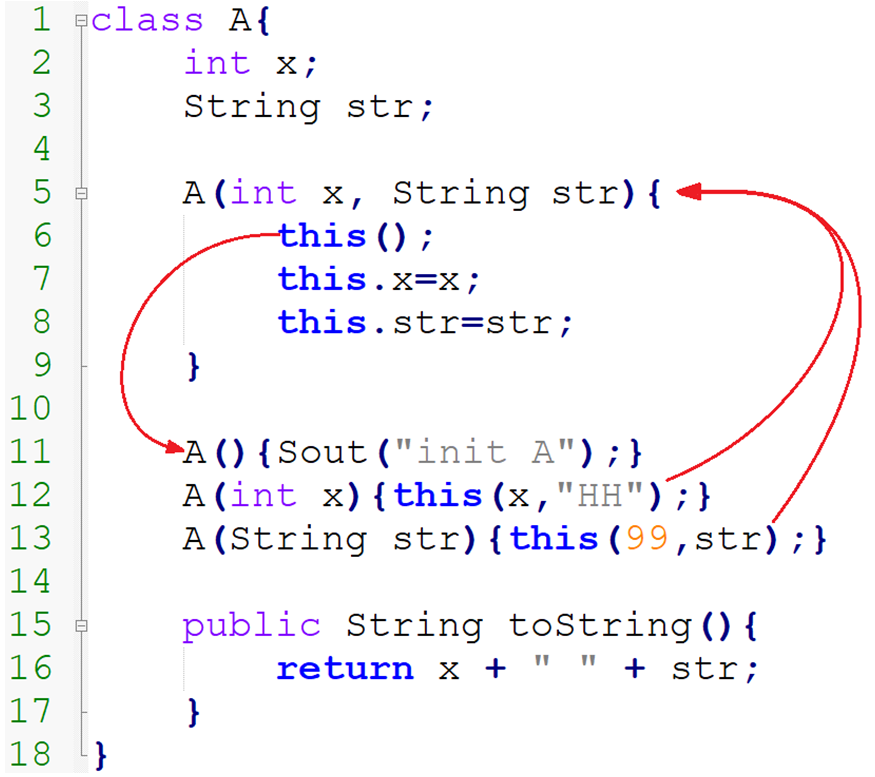 1 class A{
2 int x;
3 String str;
4
5 A(int x, String str){
6 this();
7 this.x=x;
8 this.str=str;
9 }
10
11 A(){Sout("init A");}
12 A(int x){this(x,"HH");}
13 A(String str){this(99,str);}
14
15 public String toString(){
16 return x + " " + str;
17 }
18 }